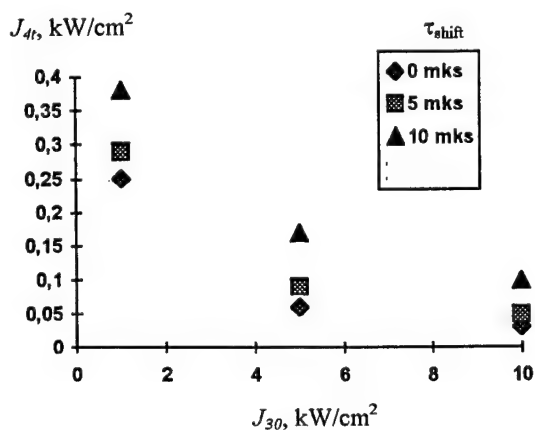 J4t, kW/cm²
τshift
0 mks
5 mks
10 mks
0,4
0,35
0,3
0,25
0,2
0,15
0,1
0,05
0
0 2 4 6 8 10
J30, kW/cm²